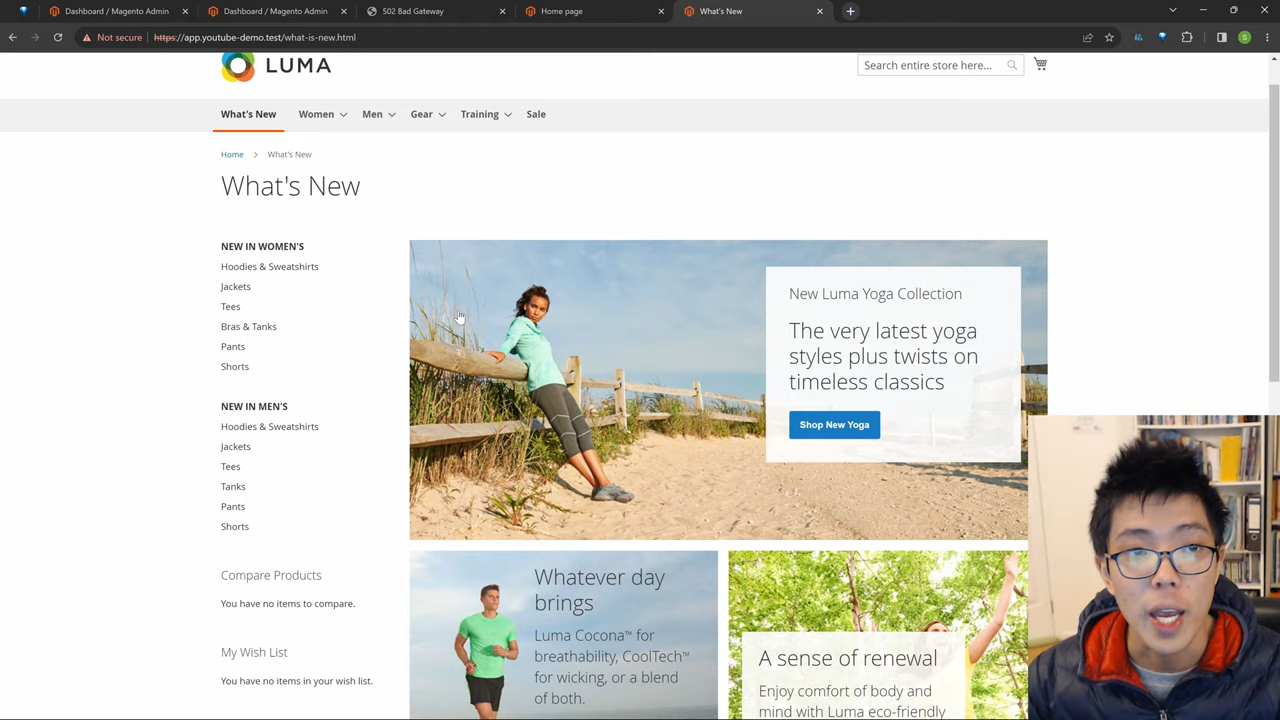 Dashboard / Magento Admin
Dashboard / Magento Admin
502 Bad Gateway
Home page
What's New
Not secure
https://app.youtube-demo.test/what-is-new.html
S
LUMA
Search entire store here...
What's New
Women
Men
Gear
Training
Sale
Home
What's New
What's New
NEW IN WOMEN'S
Hoodies & Sweatshirts
Jackets
Tees
Bras & Tanks
Pants
Shorts
NEW IN MEN'S
Hoodies & Sweatshirts
Jackets
Tees
Tanks
Pants
Shorts
Compare Products
You have no items to compare.
My Wish List
You have no items in your wish list.
New Luma Yoga Collection
The very latest yoga
styles plus twists on
timeless classics
Shop New Yoga
Whatever day
brings
Luma Cocona™ for
breathability, CoolTech™
for wicking, or a blend
of both.
A sense of renewal
Enjoy comfort of body and
mind with Luma eco-friendly